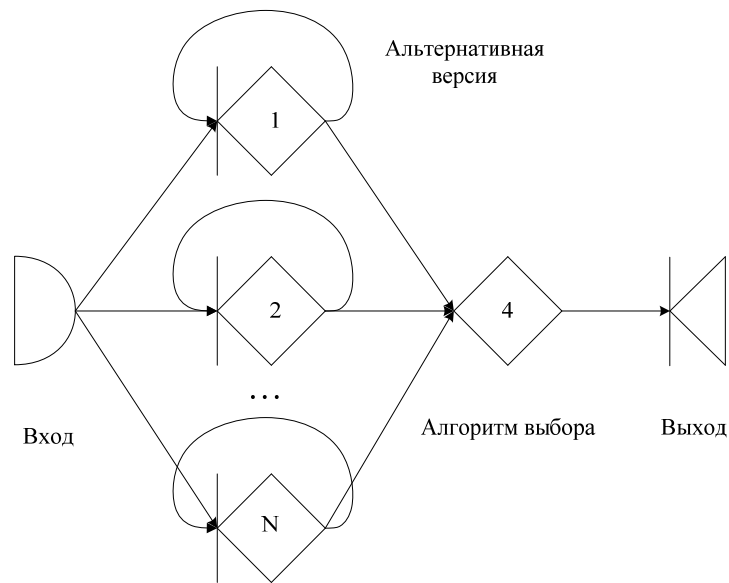 Альтернативная
версия
1
2
4
...
Вход
Алгоритм выбора
Выход
N